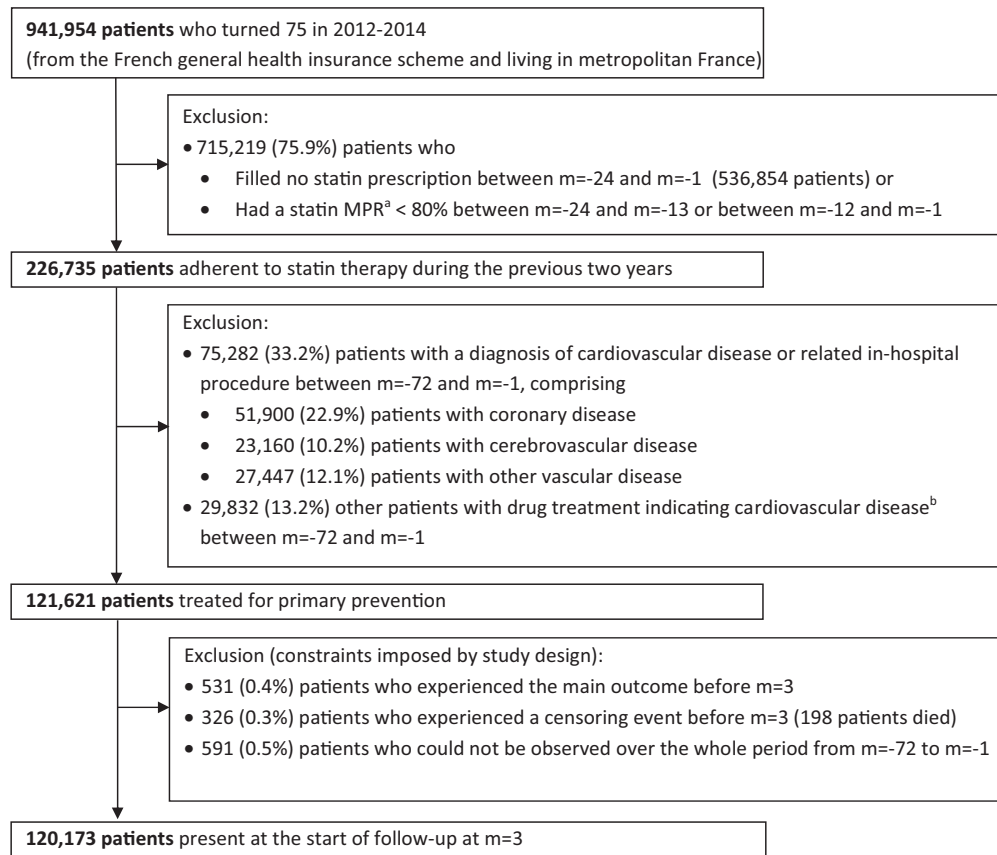 941,954 patients who turned 75 in 2012-2014
(from the French general health insurance scheme and living in metropolitan France)
Exclusion:
• 715,219 (75.9%) patients who
• Filled no statin prescription between m=-24 and m=-1 (536,854 patients) or
• Had a statin MPRᵃ < 80% between m=-24 and m=-13 or between m=-12 and m=-1
226,735 patients adherent to statin therapy during the previous two years
Exclusion:
• 75,282 (33.2%) patients with a diagnosis of cardiovascular disease or related in-hospital
procedure between m=-72 and m=-1, comprising
• 51,900 (22.9%) patients with coronary disease
• 23,160 (10.2%) patients with cerebrovascular disease
• 27,447 (12.1%) patients with other vascular disease
• 29,832 (13.2%) other patients with drug treatment indicating cardiovascular diseaseᵇ
between m=-72 and m=-1
121,621 patients treated for primary prevention
Exclusion (constraints imposed by study design):
• 531 (0.4%) patients who experienced the main outcome before m=3
• 326 (0.3%) patients who experienced a censoring event before m=3 (198 patients died)
• 591 (0.5%) patients who could not be observed over the whole period from m=-72 to m=-1
120,173 patients present at the start of follow-up at m=3